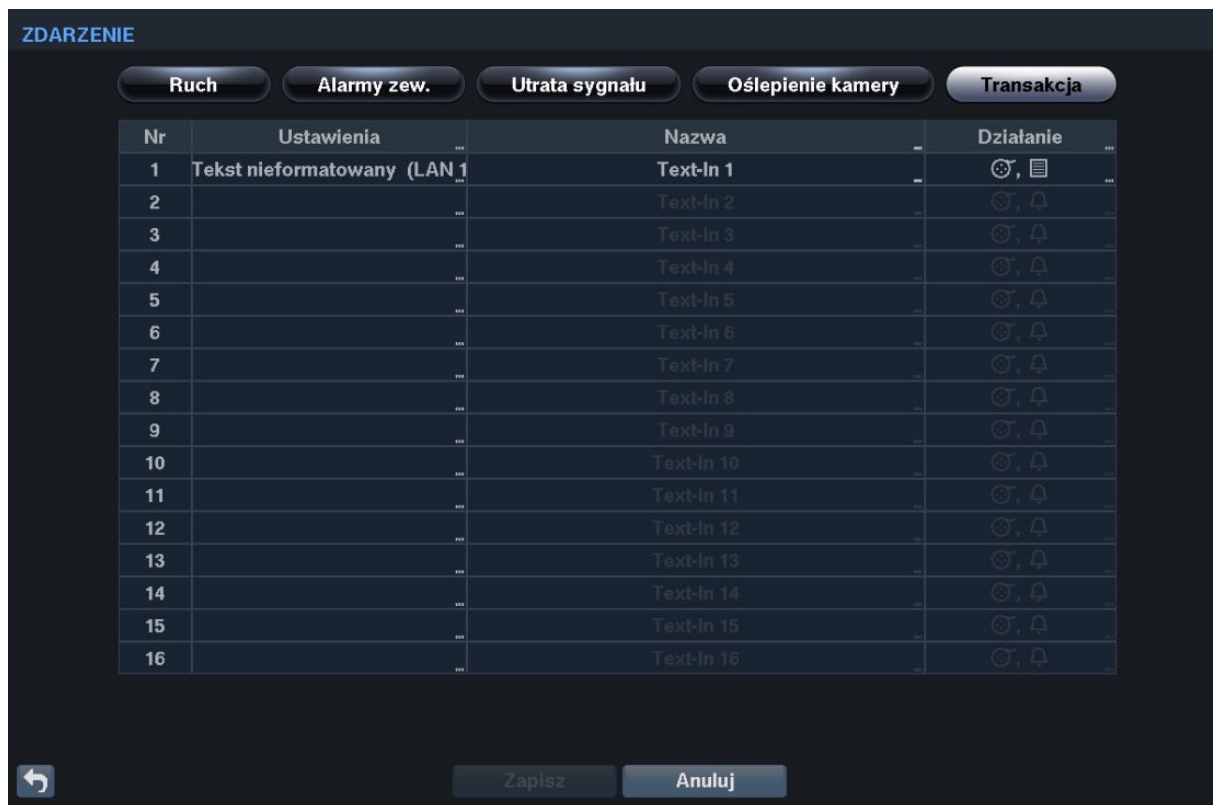 ZDARZENIE
Ruch Alarmy zew. Utrata sygnału Oślepienie kamery Transakcja
Nr Ustawienia ... Nazwa ... Działanie ...
1 Tekst nieformatowany (LAN 1 ... Text-In 1 ... , ...
2 ... Text-In 2 ... , ...
3 ... Text-In 3 ... , ...
4 ... Text-In 4 ... , ...
5 ... Text-In 5 ... , ...
6 ... Text-In 6 ... , ...
7 ... Text-In 7 ... , ...
8 ... Text-In 8 ... , ...
9 ... Text-In 9 ... , ...
10 ... Text-In 10 ... , ...
11 ... Text-In 11 ... , ...
12 ... Text-In 12 ... , ...
13 ... Text-In 13 ... , ...
14 ... Text-In 14 ... , ...
15 ... Text-In 15 ... , ...
16 ... Text-In 16 ... , ...
Zapisz Anuluj